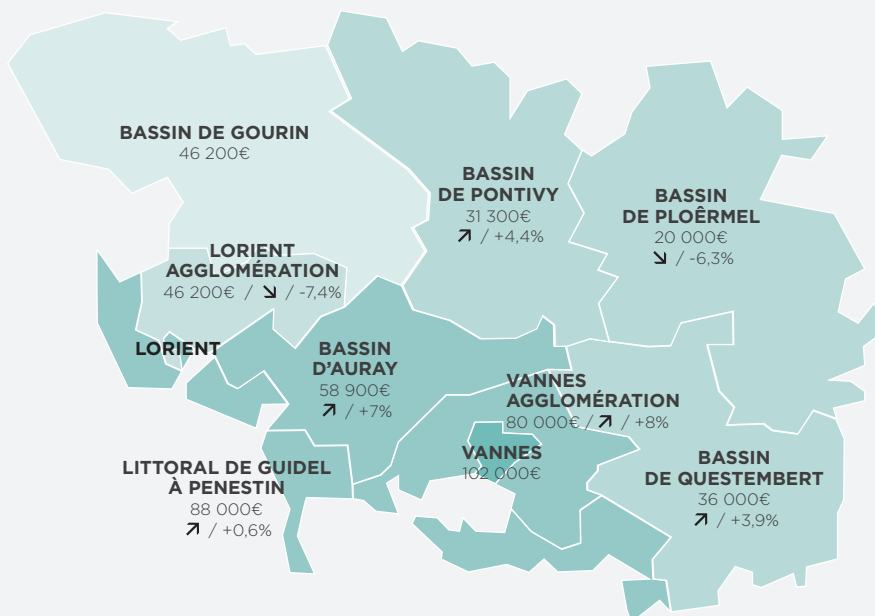 BASSIN DE GOURIN
46 200€
BASSIN
DE PONTIVY
31 300€
↗ / +4,4%
BASSIN
DE PLOÊRMEL
20 000€
↘ / -6,3%
LORIENT
AGGLOMÉRATION
46 200€ / ↘ / -7,4%
LORIENT
BASSIN
D'AURAY
58 900€
↗ / +7%
VANNES
AGGLOMÉRATION
80 000€ / ↗ / +8%
VANNES
102 000€
LITTORAL DE GUIDEL
À PENESTIN
88 000€
↗ / +0,6%
BASSIN
DE QUESTEMBERT
36 000€
↗ / +3,9%